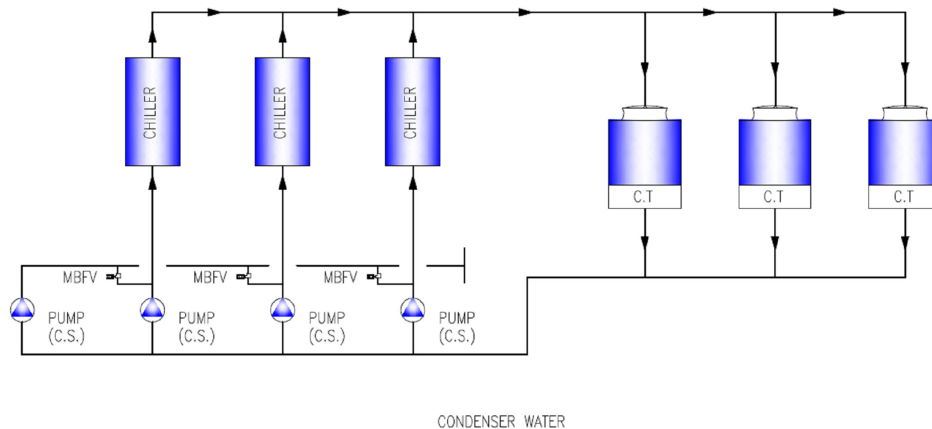 CHILLER
CHILLER
CHILLER
C.T
C.T
C.T
MBFV
MBFV
MBFV
PUMP
(C.S.)
PUMP
(C.S.)
PUMP
(C.S.)
PUMP
(C.S.)
CONDENSER WATER